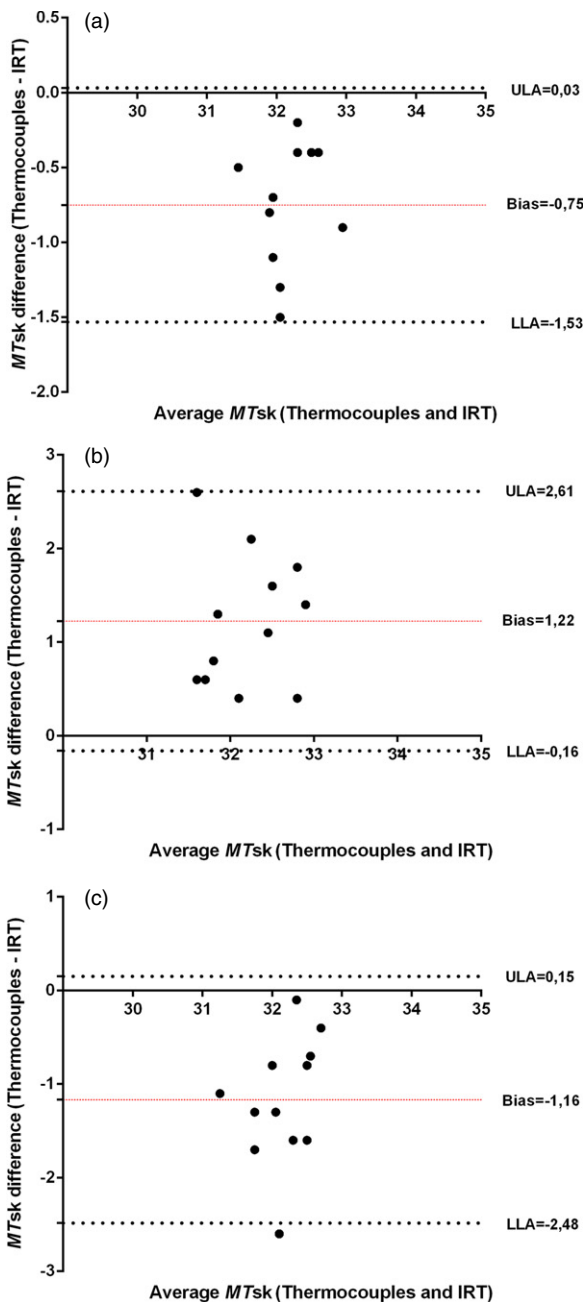 (a)
MTsk difference (Thermocouples - IRT)
0.0
-0.5
-1.0
-1.5
-2.0
30 31 32 33 34 35
ULA=0,03
Bias=-0,75
LLA=-1,53
Average MTsk (Thermocouples and IRT)
(b)
MTsk difference (Thermocouples - IRT)
3
2
1
0
-1
31 32 33 34 35
ULA=2,61
Bias=1,22
LLA=-0,16
Average MTsk (Thermocouples and IRT)
(c)
MTsk difference (Thermocouples - IRT)
1
0
-1
-2
-3
30 31 32 33 34 35
ULA=0,15
Bias=-1,16
LLA=-2,48
Average MTsk (Thermocouples and IRT)